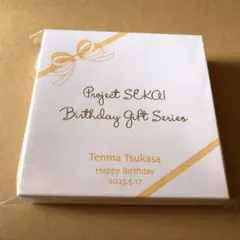 Project SEKAI
Birthday Gift Series
Tenma Tsukasa
Happy Birthday
2023.5.17